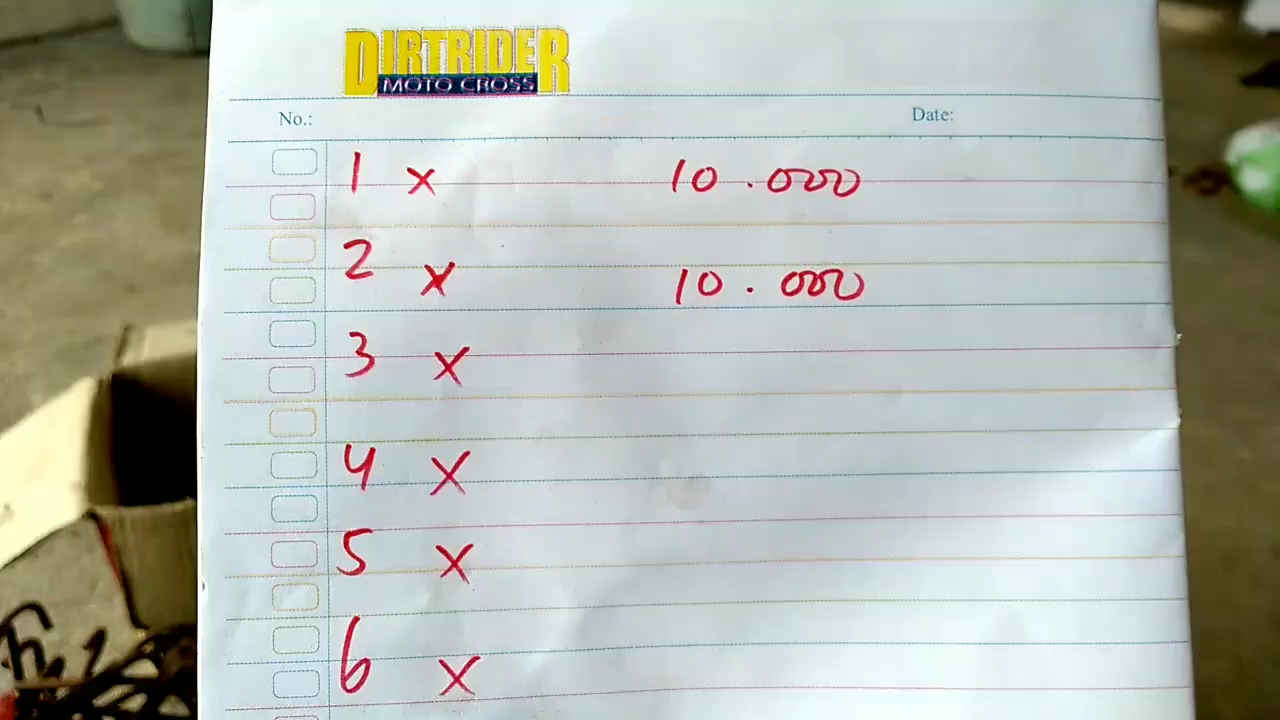 DIRTRIDER
MOTO CROSS
No.: Date:
1 x 10.000
2 x 10.000
3 x
4 x
5 x
6 x